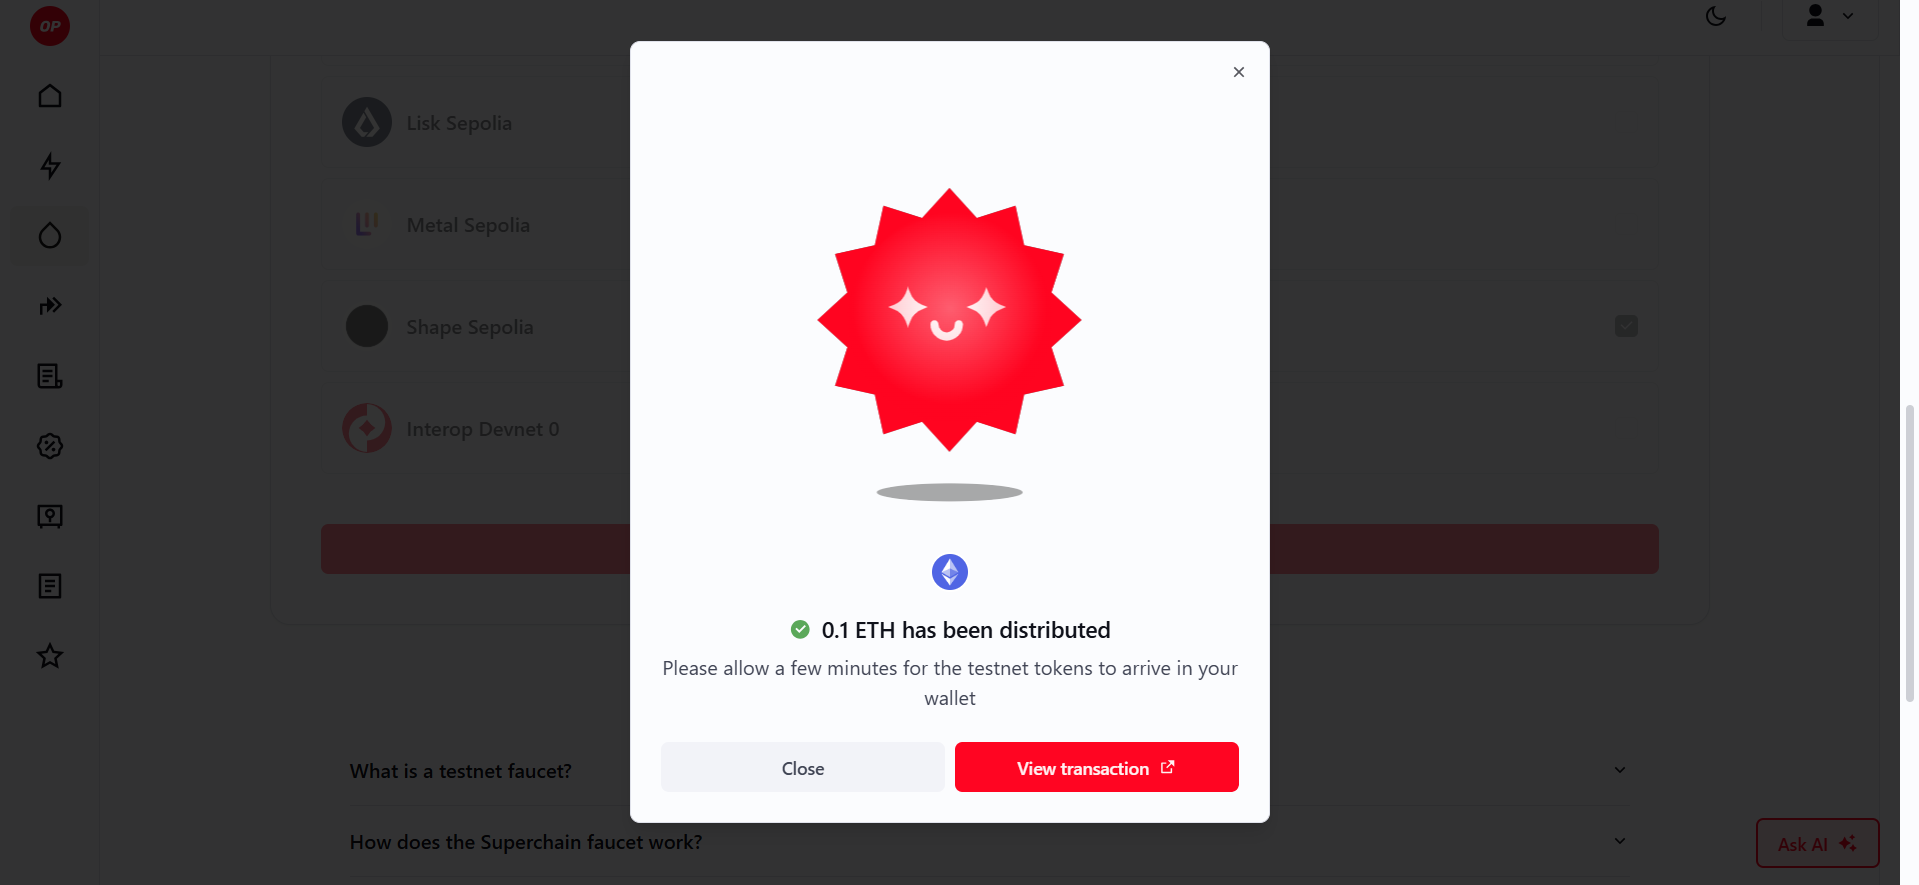 OP
Lisk Sepolia
Metal Sepolia
Shape Sepolia
Interop Devnet 0
0.1 ETH has been distributed
Please allow a few minutes for the testnet tokens to arrive in your
wallet
Close
View transaction
What is a testnet faucet?
How does the Superchain faucet work?
Ask AI